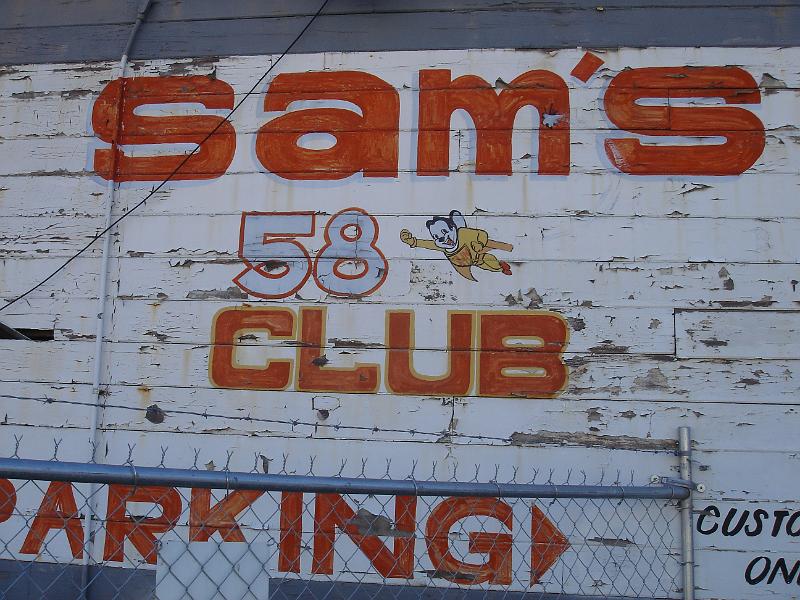 Sam's
58
CLUB
PARKING
CUSTO
ON